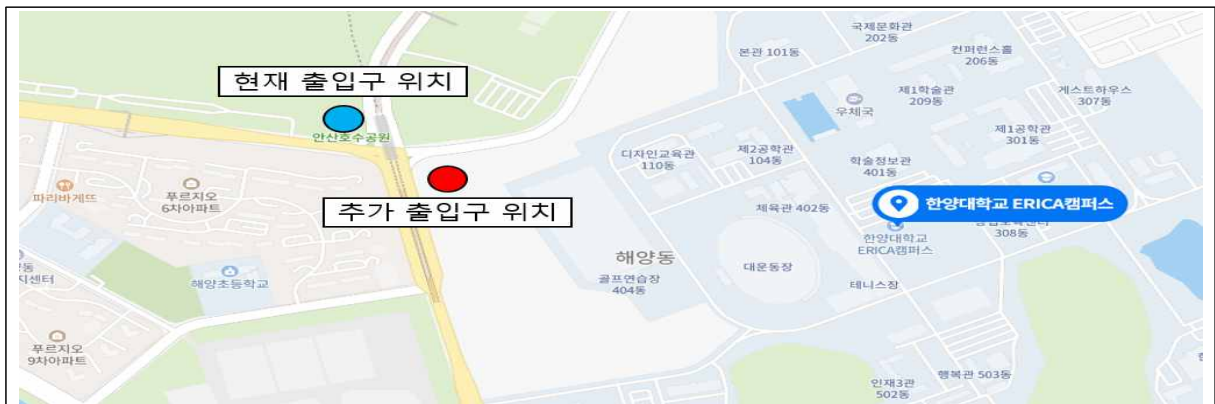 국제문화관
202동
본관 101동
컨퍼런스홀
206동
현재 출입구 위치
제1학술관
209동
게스트하우스
307동
우체국
안산호수공원
제1공학관
301동
디자인교육관
110동
제2공학관
104동
학술정보관
401동
파리바게뜨
푸르지오
6차아파트
추가 출입구 위치
체육관 402동
한양대학교 ERICA캠퍼스
308동
한양대학교
ERICA캠퍼스
해양동
대운동장
골프연습장
404동
테니스장
해양초등학교
푸르지오
9차아파트
행복관 503동
인재3관
502동